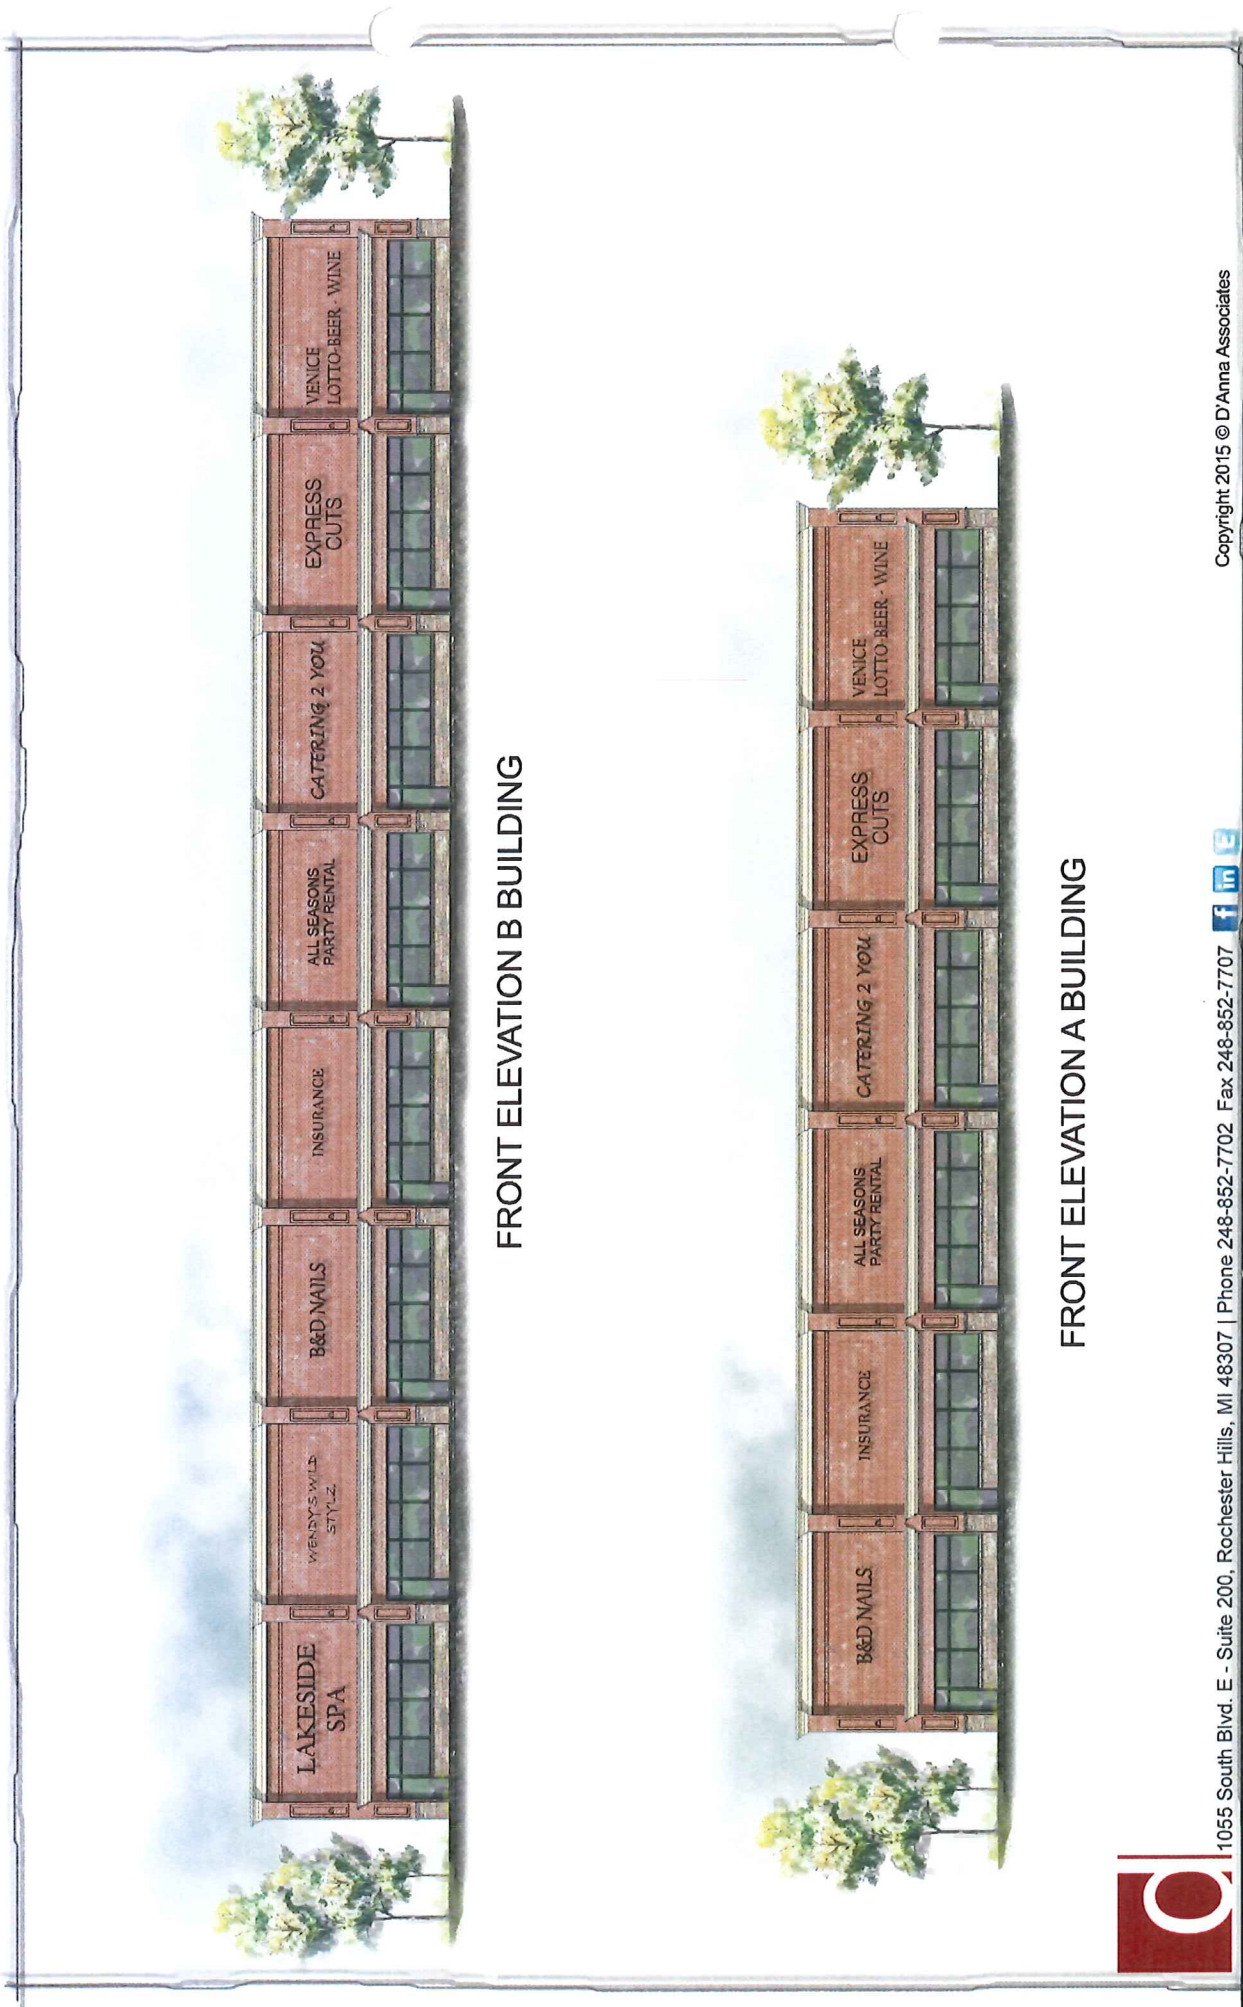 LAKESIDE
SPA
WENDY'S WILD
STYLZ
B&D NAILS
INSURANCE
ALL SEASONS
PARTY RENTAL
CATERING 2 YOU
EXPRESS
CUTS
VENICE
LOTTO-BEER - WINE
FRONT ELEVATION B BUILDING
B&D NAILS
INSURANCE
ALL SEASONS
PARTY RENTAL
CATERING 2 YOU
EXPRESS
CUTS
VENICE
LOTTO-BEER - WINE
FRONT ELEVATION A BUILDING
d
1055 South Blvd. E - Suite 200, Rochester Hills, MI 48307 | Phone 248-852-7702 Fax 248-852-7707 f in E
Copyright 2015 © D'Anna Associates